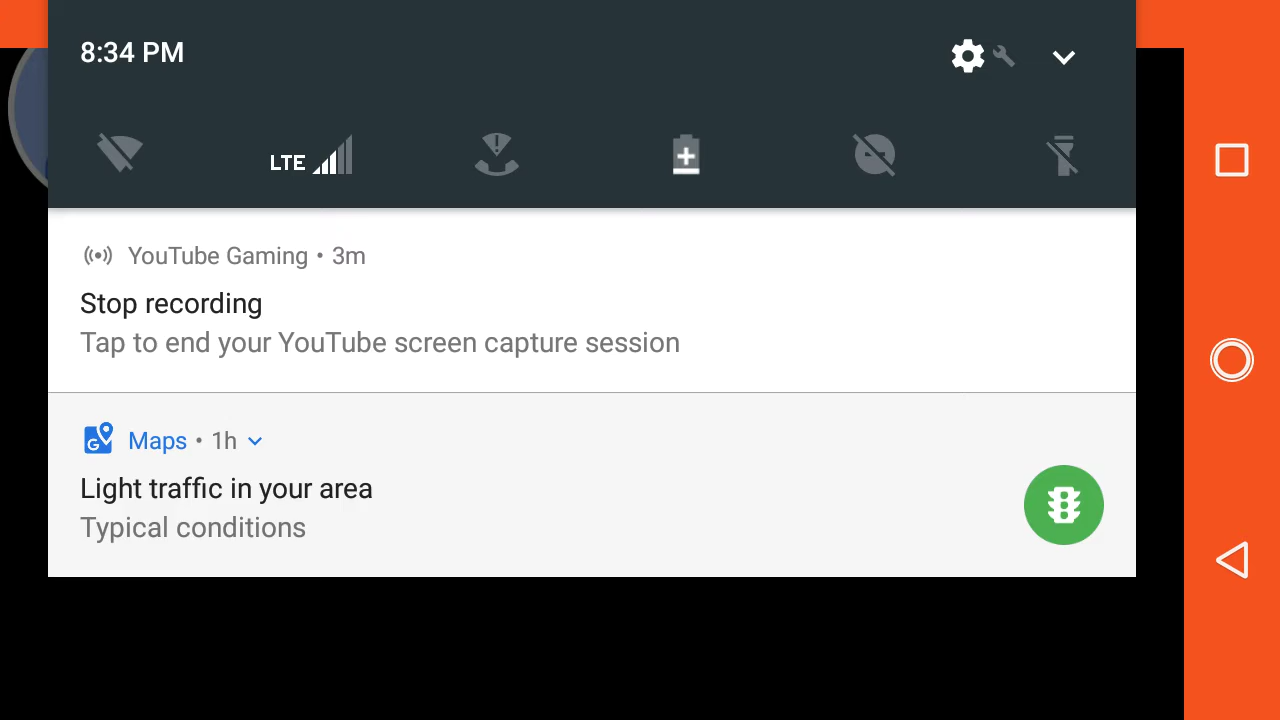 8:34 PM
LTE
YouTube Gaming • 3m
Stop recording
Tap to end your YouTube screen capture session
Maps • 1h
Light traffic in your area
Typical conditions